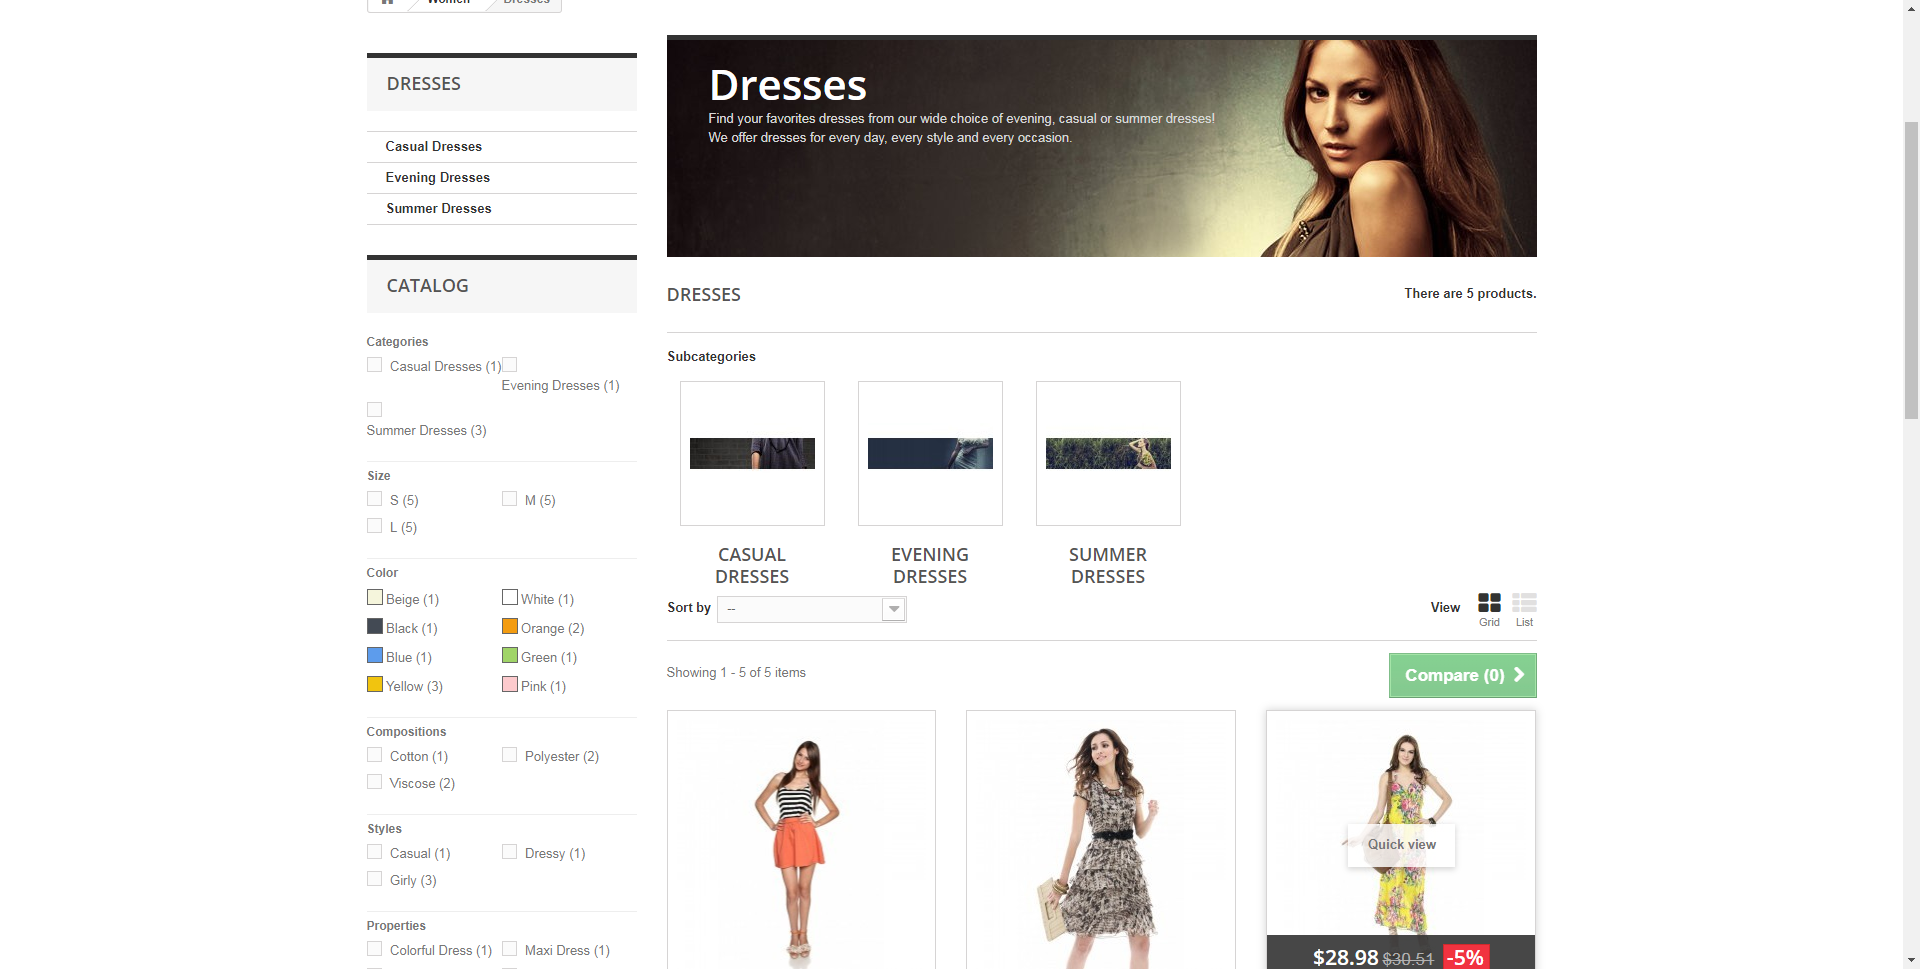 Women
Dresses
DRESSES
Casual Dresses
Evening Dresses
Summer Dresses
CATALOG
Categories
Casual Dresses (1)
Evening Dresses (1)
Summer Dresses (3)
Size
S (5)
M (5)
L (5)
Color
Beige (1)
White (1)
Black (1)
Orange (2)
Blue (1)
Green (1)
Yellow (3)
Pink (1)
Compositions
Cotton (1)
Polyester (2)
Viscose (2)
Styles
Casual (1)
Dressy (1)
Girly (3)
Properties
Colorful Dress (1)
Maxi Dress (1)
Dresses
Find your favorites dresses from our wide choice of evening, casual or summer dresses!
We offer dresses for every day, every style and every occasion.
DRESSES
There are 5 products.
Subcategories
CASUAL
DRESSES
EVENING
DRESSES
SUMMER
DRESSES
Sort by
--
View
Grid
List
Showing 1 - 5 of 5 items
Compare (0)
Quick view
$28.98 $30.51 -5%